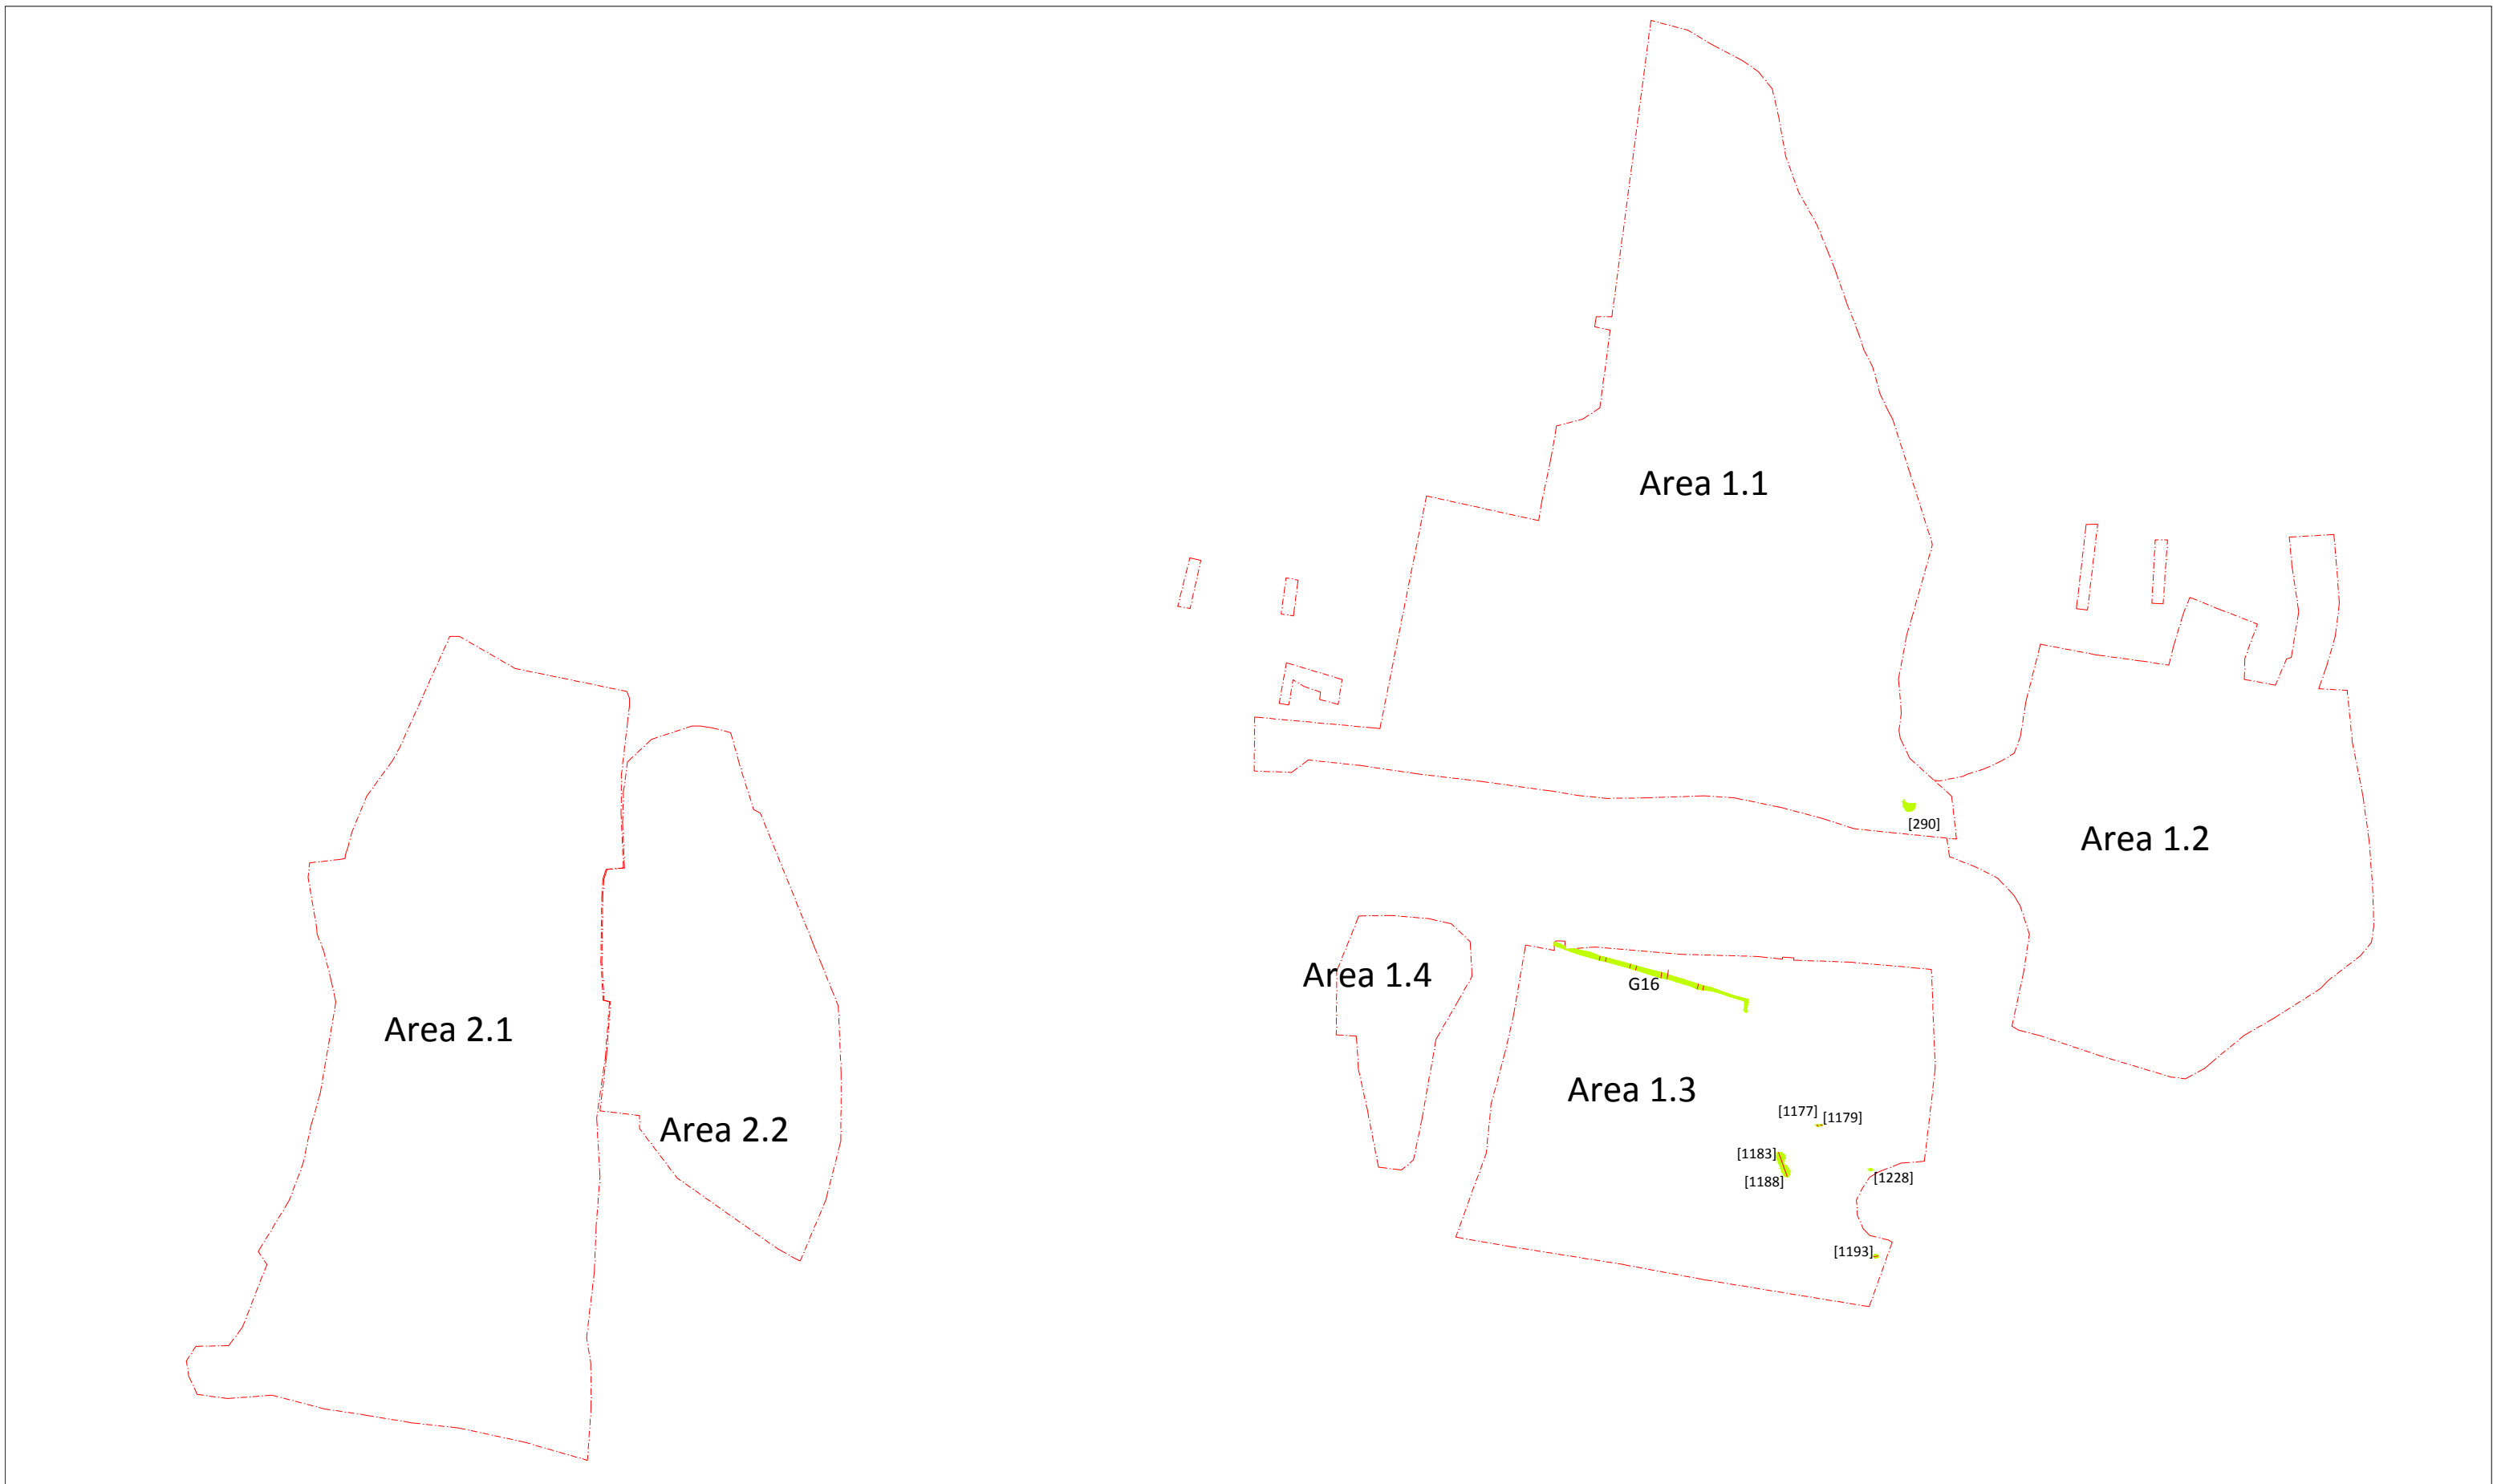 Area 1.1
[290]
Area 1.2
Area 1.4
G16
Area 2.1
Area 1.3
[1177]
[1179]
Area 2.2
[1183]
[1188]
[1228]
[1193]